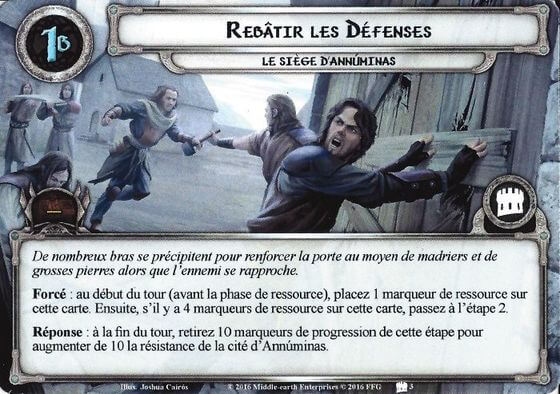 1B
Rebâtir les Défenses
Le Siège d'Annúminas
De nombreux bras se précipitent pour renforcer la porte au moyen de madriers et de
grosses pierres alors que l'ennemi se rapproche.
Forcé : au début du tour (avant la phase de ressource), placez 1 marqueur de ressource sur
cette carte. Ensuite, s'il y a 4 marqueurs de ressource sur cette carte, passez à l'étape 2.
Réponse : à la fin du tour, retirez 10 marqueurs de progression de cette étape pour
augmenter de 10 la résistance de la cité d'Annúminas.
Illus. Joshua Cairós
© 2016 Middle-earth Enterprises © 2016 FFG
3